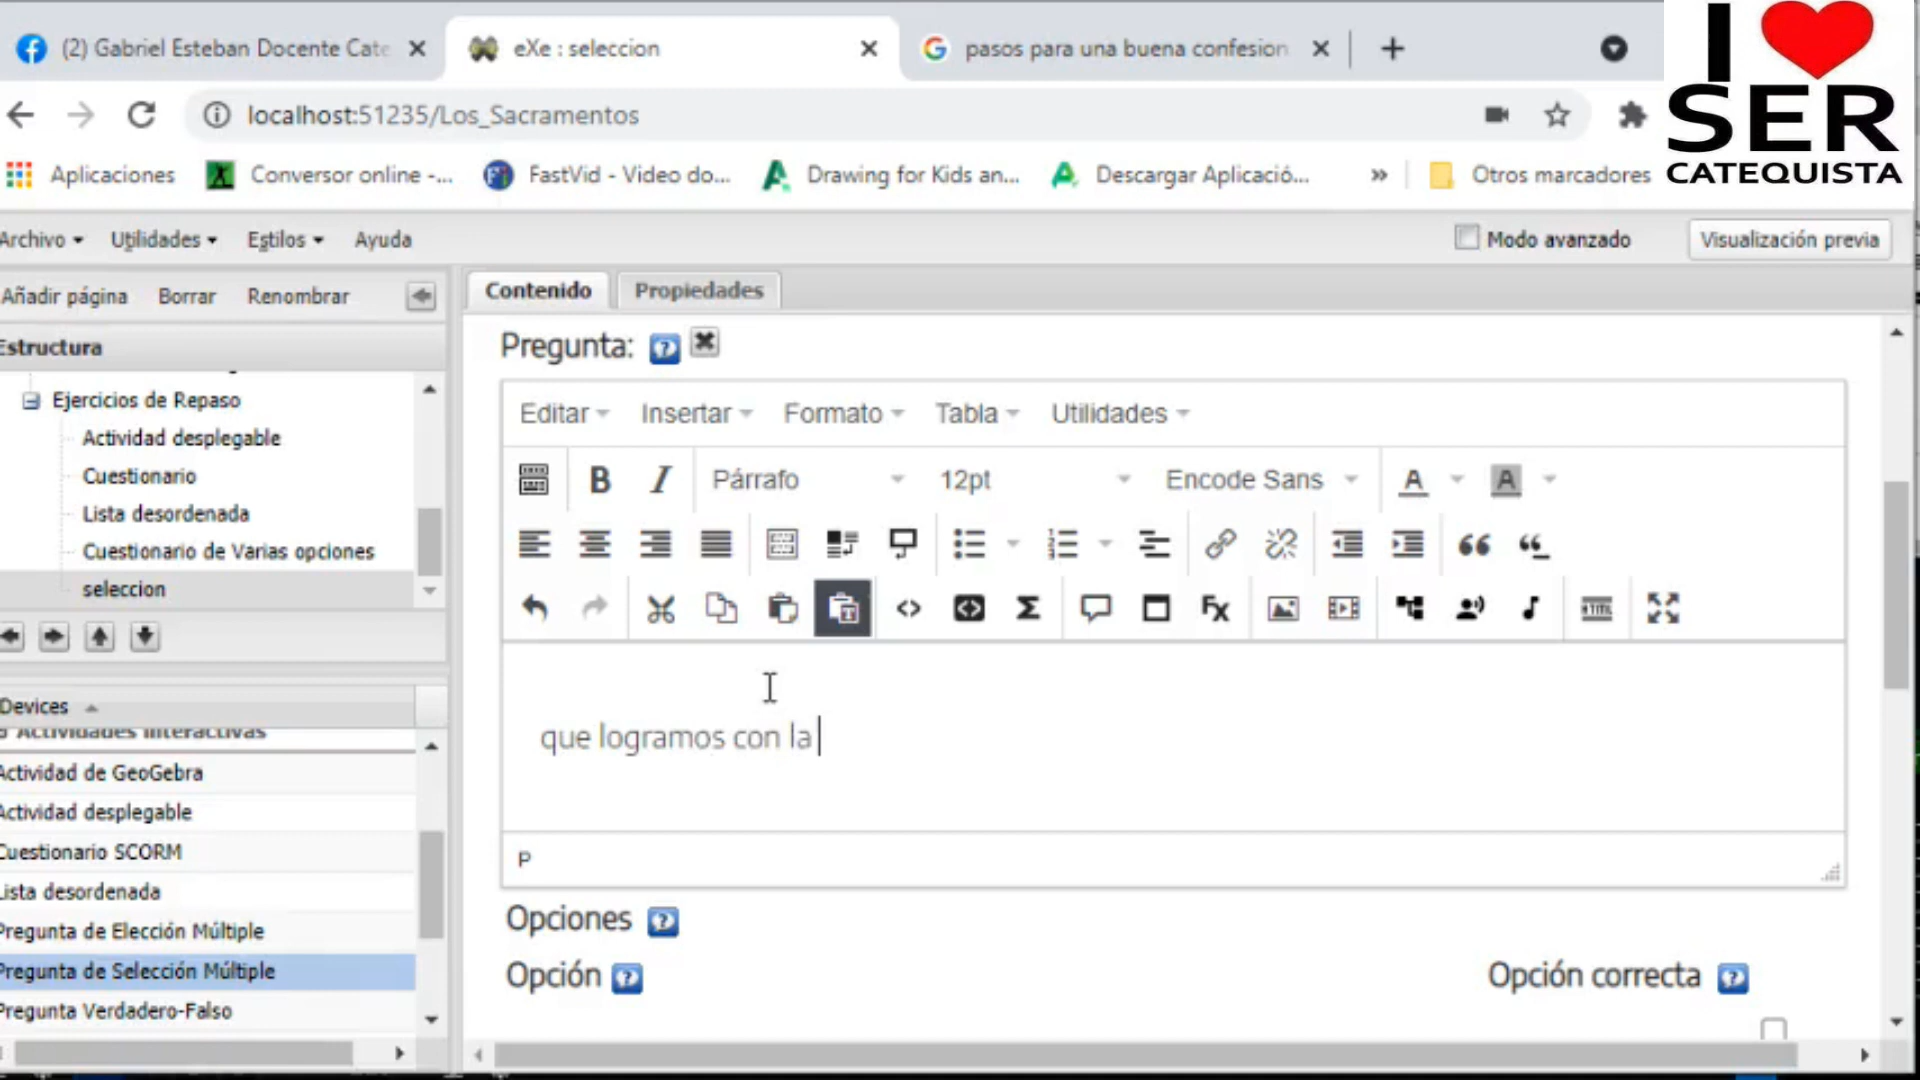 (2) Gabriel Esteban Docente Cate
eXe : seleccion
pasos para una buena confesion
I
SER
CATEQUISTA
localhost:51235/Los_Sacramentos
Aplicaciones
Conversor online -...
FastVid - Video do...
Drawing for Kids an...
Descargar Aplicació...
»
Otros marcadores
Archivo
Utilidades
Estilos
Ayuda
Modo avanzado
Visualización previa
Añadir página
Borrar
Renombrar
Contenido
Propiedades
Estructura
Pregunta:
Ejercicios de Repaso
Actividad desplegable
Cuestionario
Lista desordenada
Cuestionario de Varias opciones
seleccion
Editar
Insertar
Formato
Tabla
Utilidades
B
I
Párrafo
12pt
Encode Sans
A
A
que logramos con la
P
Devices
Actividades Interactivas
Actividad de GeoGebra
Actividad desplegable
Cuestionario SCORM
Lista desordenada
Pregunta de Elección Múltiple
Pregunta de Selección Múltiple
Pregunta Verdadero-Falso
Opciones
Opción
Opción correcta